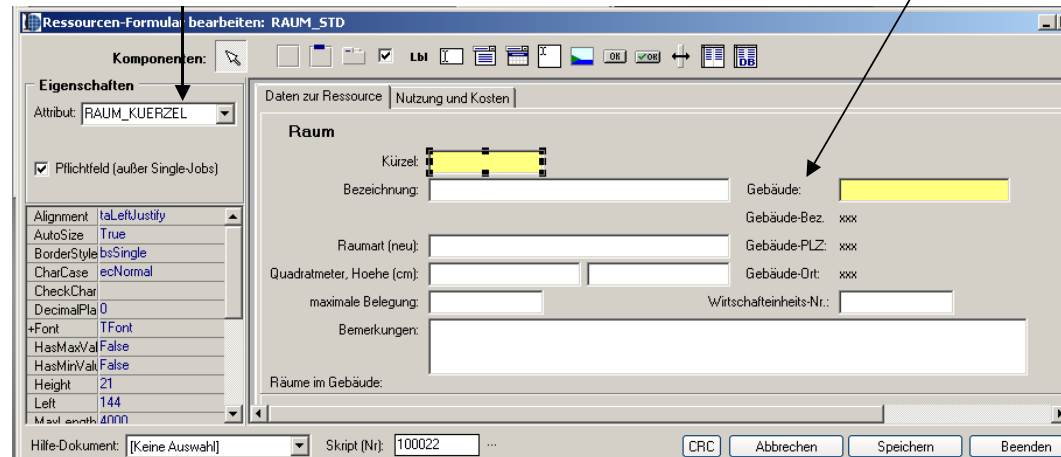 Ressourcen-Formular bearbeiten: RAUM_STD
Komponenten:
Lbl
OK
OK
DB
Eigenschaften
Attribut: RAUM_KUERZEL
Pflichtfeld (außer Single-Jobs)
Alignment taLeftJustify
AutoSize True
BorderStyle bsSingle
CharCase ecNormal
CheckChar
DecimalPla 0
+Font TFont
HasMaxVal False
HasMinValu False
Height 21
Left 144
MaxLength 4000
Daten zur Ressource
Nutzung und Kosten
Raum
Kürzel:
Bezeichnung:
Gebäude:
Gebäude-Bez. xxx
Raumart (neu):
Gebäude-PLZ: xxx
Quadratmeter, Hoehe (cm):
Gebäude-Ort: xxx
maximale Belegung:
Wirtschafteinheits-Nr.:
Bemerkungen:
Räume im Gebäude:
Hilfe-Dokument: [Keine Auswahl]
Skript (Nr): 100022 ...
CRC
Abbrechen
Speichern
Beenden